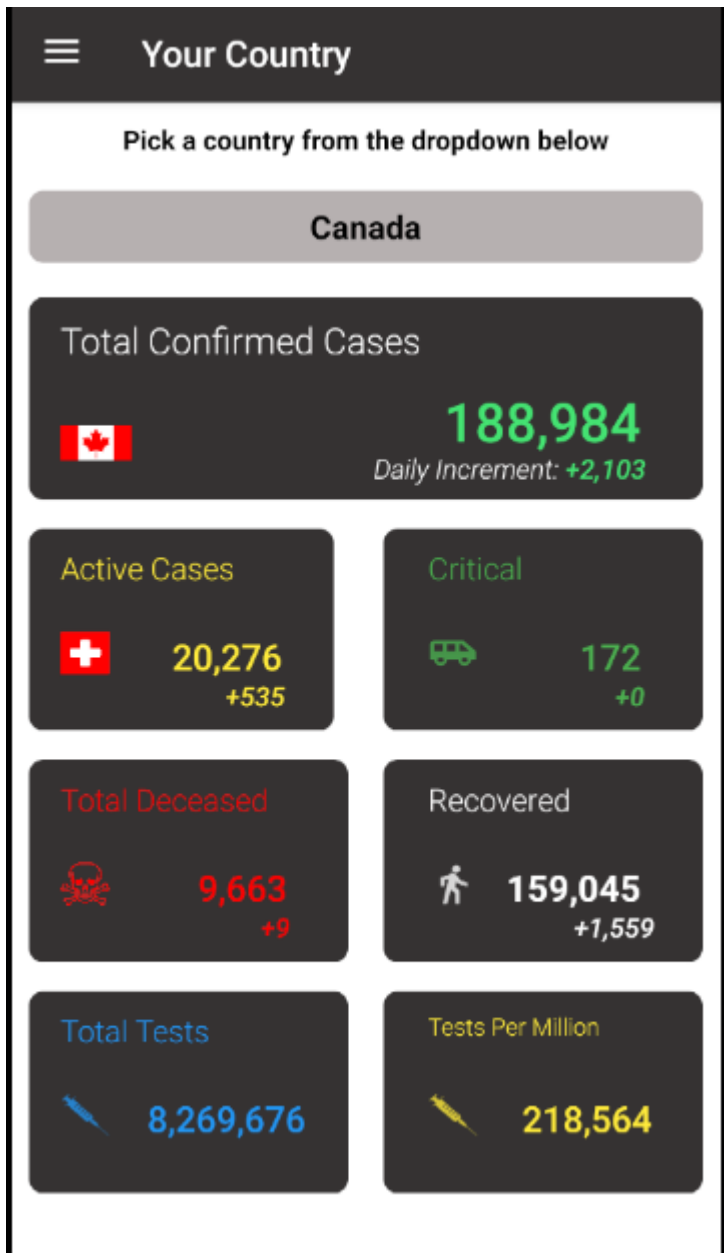 Your Country
Pick a country from the dropdown below
Canada
Total Confirmed Cases
188,984
Daily Increment: +2,103
Active Cases
20,276
+535
Critical
172
+0
Total Deceased
9,663
+9
Recovered
159,045
+1,559
Total Tests
8,269,676
Tests Per Million
218,564